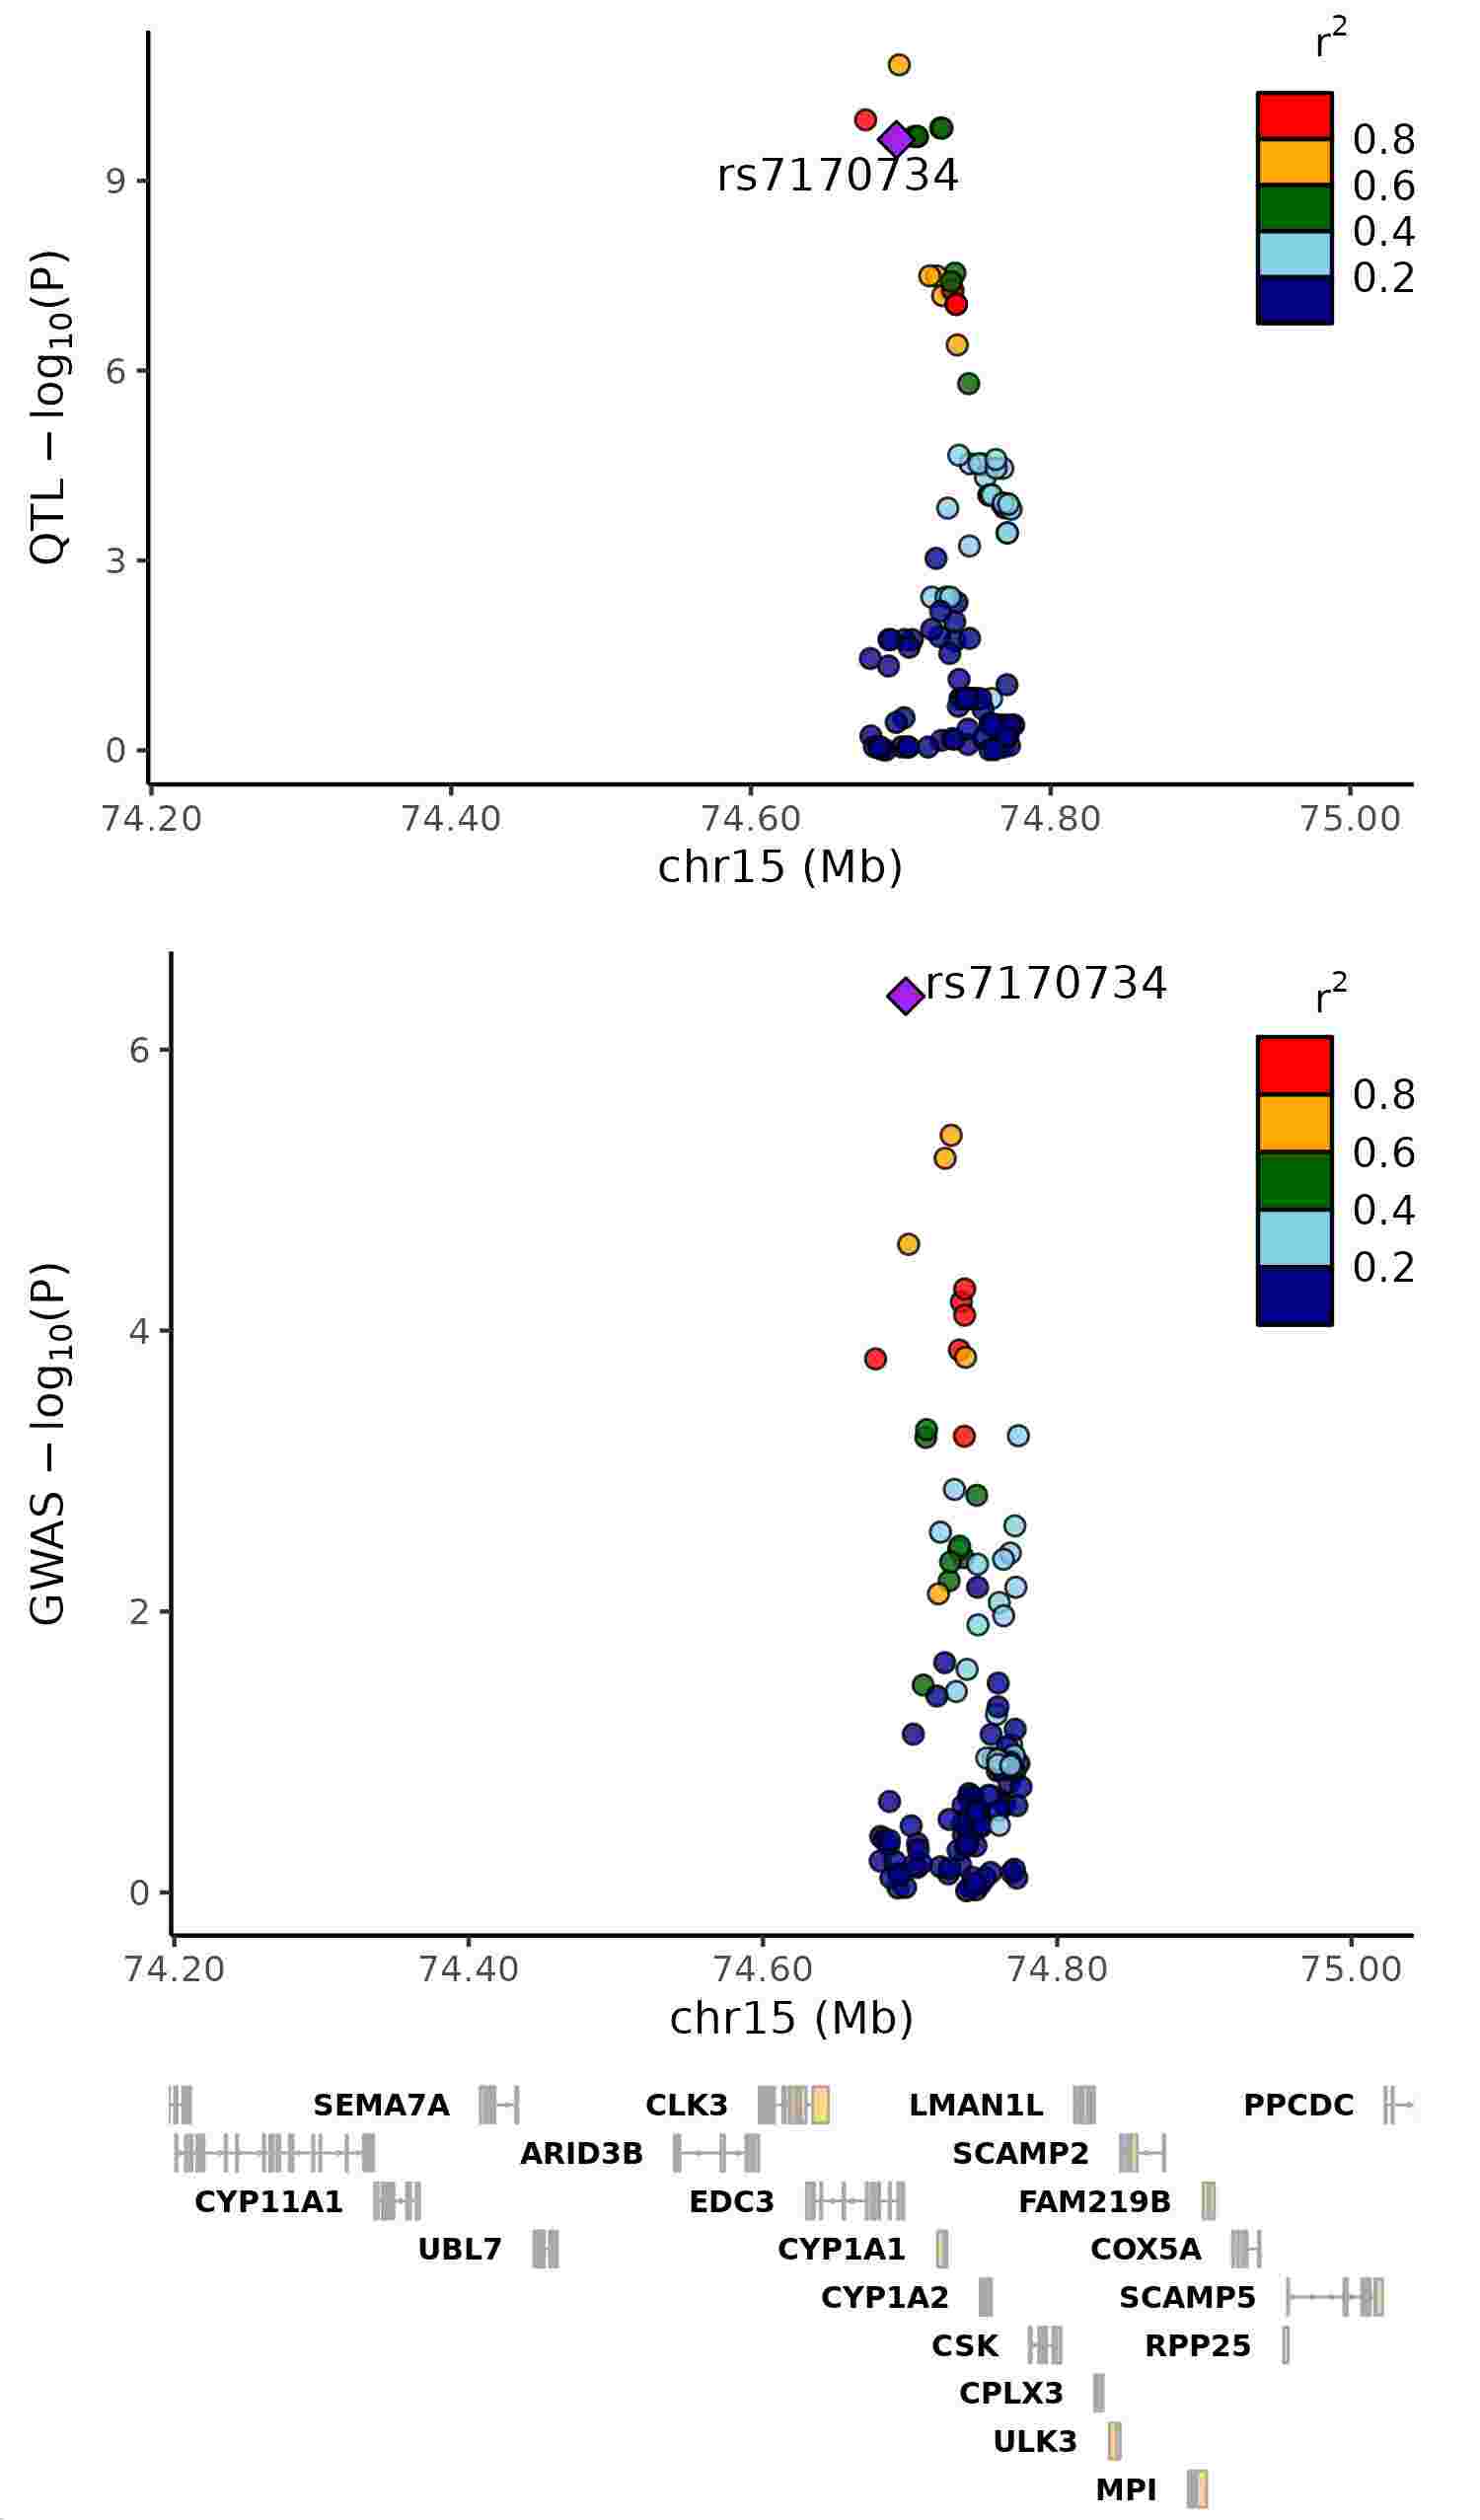 r2
0.8
0.6
0.4
0.2
9
6
3
0
QTL −log10(P)
rs7170734
74.20 74.40 74.60 74.80 75.00
chr15 (Mb)
rs7170734
r2
0.8
0.6
0.4
0.2
6
4
2
0
GWAS −log10(P)
74.20 74.40 74.60 74.80 75.00
chr15 (Mb)
SEMA7A CLK3 LMAN1L PPCDC
ARID3B SCAMP2
CYP11A1 EDC3 FAM219B
UBL7 CYP1A1 COX5A
CYP1A2 SCAMP5
CSK RPP25
CPLX3
ULK3
MPI